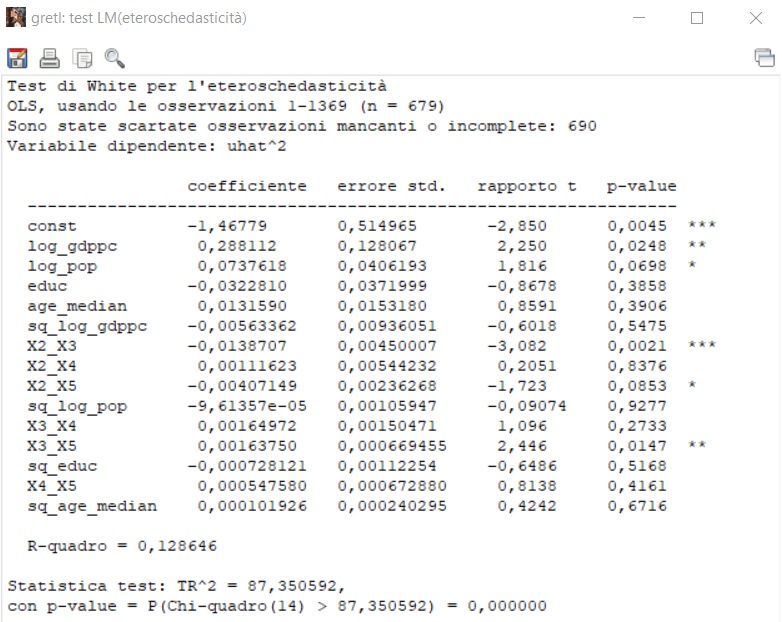 gretl: test LM(eteroschedasticità)
Test di White per l'eteroschedasticità
OLS, usando le osservazioni 1-1369 (n = 679)
Sono state scartate osservazioni mancanti o incomplete: 690
Variabile dipendente: uhat^2
coefficiente errore std. rapporto t p-value
---------------------------------------------------------------
const -1,46779 0,514965 -2,850 0,0045 ***
log_gdppc 0,288112 0,128067 2,250 0,0248 **
log_pop 0,0737618 0,0406193 1,816 0,0698 *
educ -0,0322810 0,0371999 -0,8678 0,3858
age_median 0,0131590 0,0153180 0,8591 0,3906
sq_log_gdppc -0,00563362 0,00936051 -0,6018 0,5475
X2_X3 -0,0138707 0,00450007 -3,082 0,0021 ***
X2_X4 0,00111623 0,00544232 0,2051 0,8376
X2_X5 -0,00407149 0,00236268 -1,723 0,0853 *
sq_log_pop -9,61357e-05 0,00105947 -0,09074 0,9277
X3_X4 0,00164972 0,00150471 1,096 0,2733
X3_X5 0,00163750 0,000669455 2,446 0,0147 **
sq_educ -0,000728121 0,00112254 -0,6486 0,5168
X4_X5 0,000547580 0,000672880 0,8138 0,4161
sq_age_median 0,000101926 0,000240295 0,4242 0,6716
R-quadro = 0,128646
Statistica test: TR^2 = 87,350592,
con p-value = P(Chi-quadro(14) > 87,350592) = 0,000000